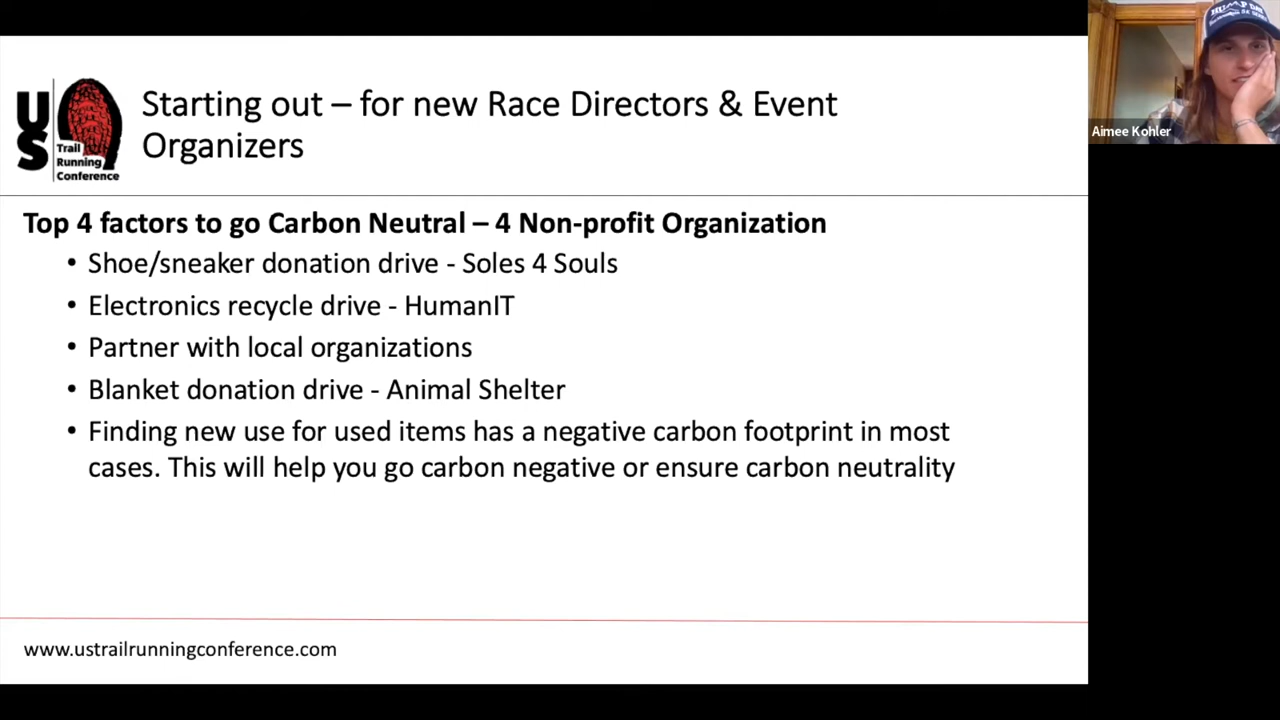 US
Trail
Running
Conference
Starting out – for new Race Directors & Event
Organizers
Top 4 factors to go Carbon Neutral – 4 Non-profit Organization
• Shoe/sneaker donation drive - Soles 4 Souls
• Electronics recycle drive - HumanIT
• Partner with local organizations
• Blanket donation drive - Animal Shelter
• Finding new use for used items has a negative carbon footprint in most
cases. This will help you go carbon negative or ensure carbon neutrality
www.ustrailrunningconference.com
HUMP DAY
Aimee Kohler